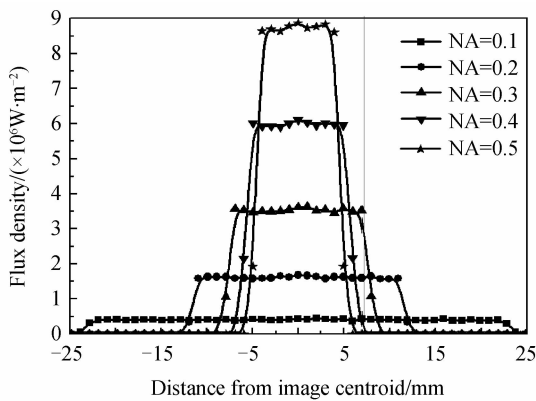 9
8
7
6
5
4
3
2
1
0
Flux density/(×10⁶W·m⁻²)
NA=0.1
NA=0.2
NA=0.3
NA=0.4
NA=0.5
−25 −15 −5 5 15 25
Distance from image centroid/mm